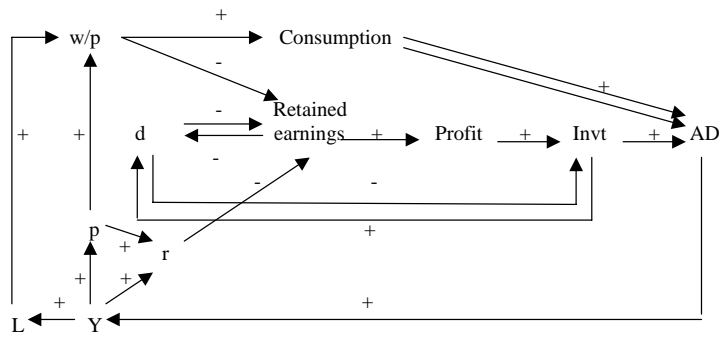 +
w/p Consumption
- +
- Retained
d earnings + Profit + Invt + AD
+ +
- - -
+
p +
r
+ + + +
L Y